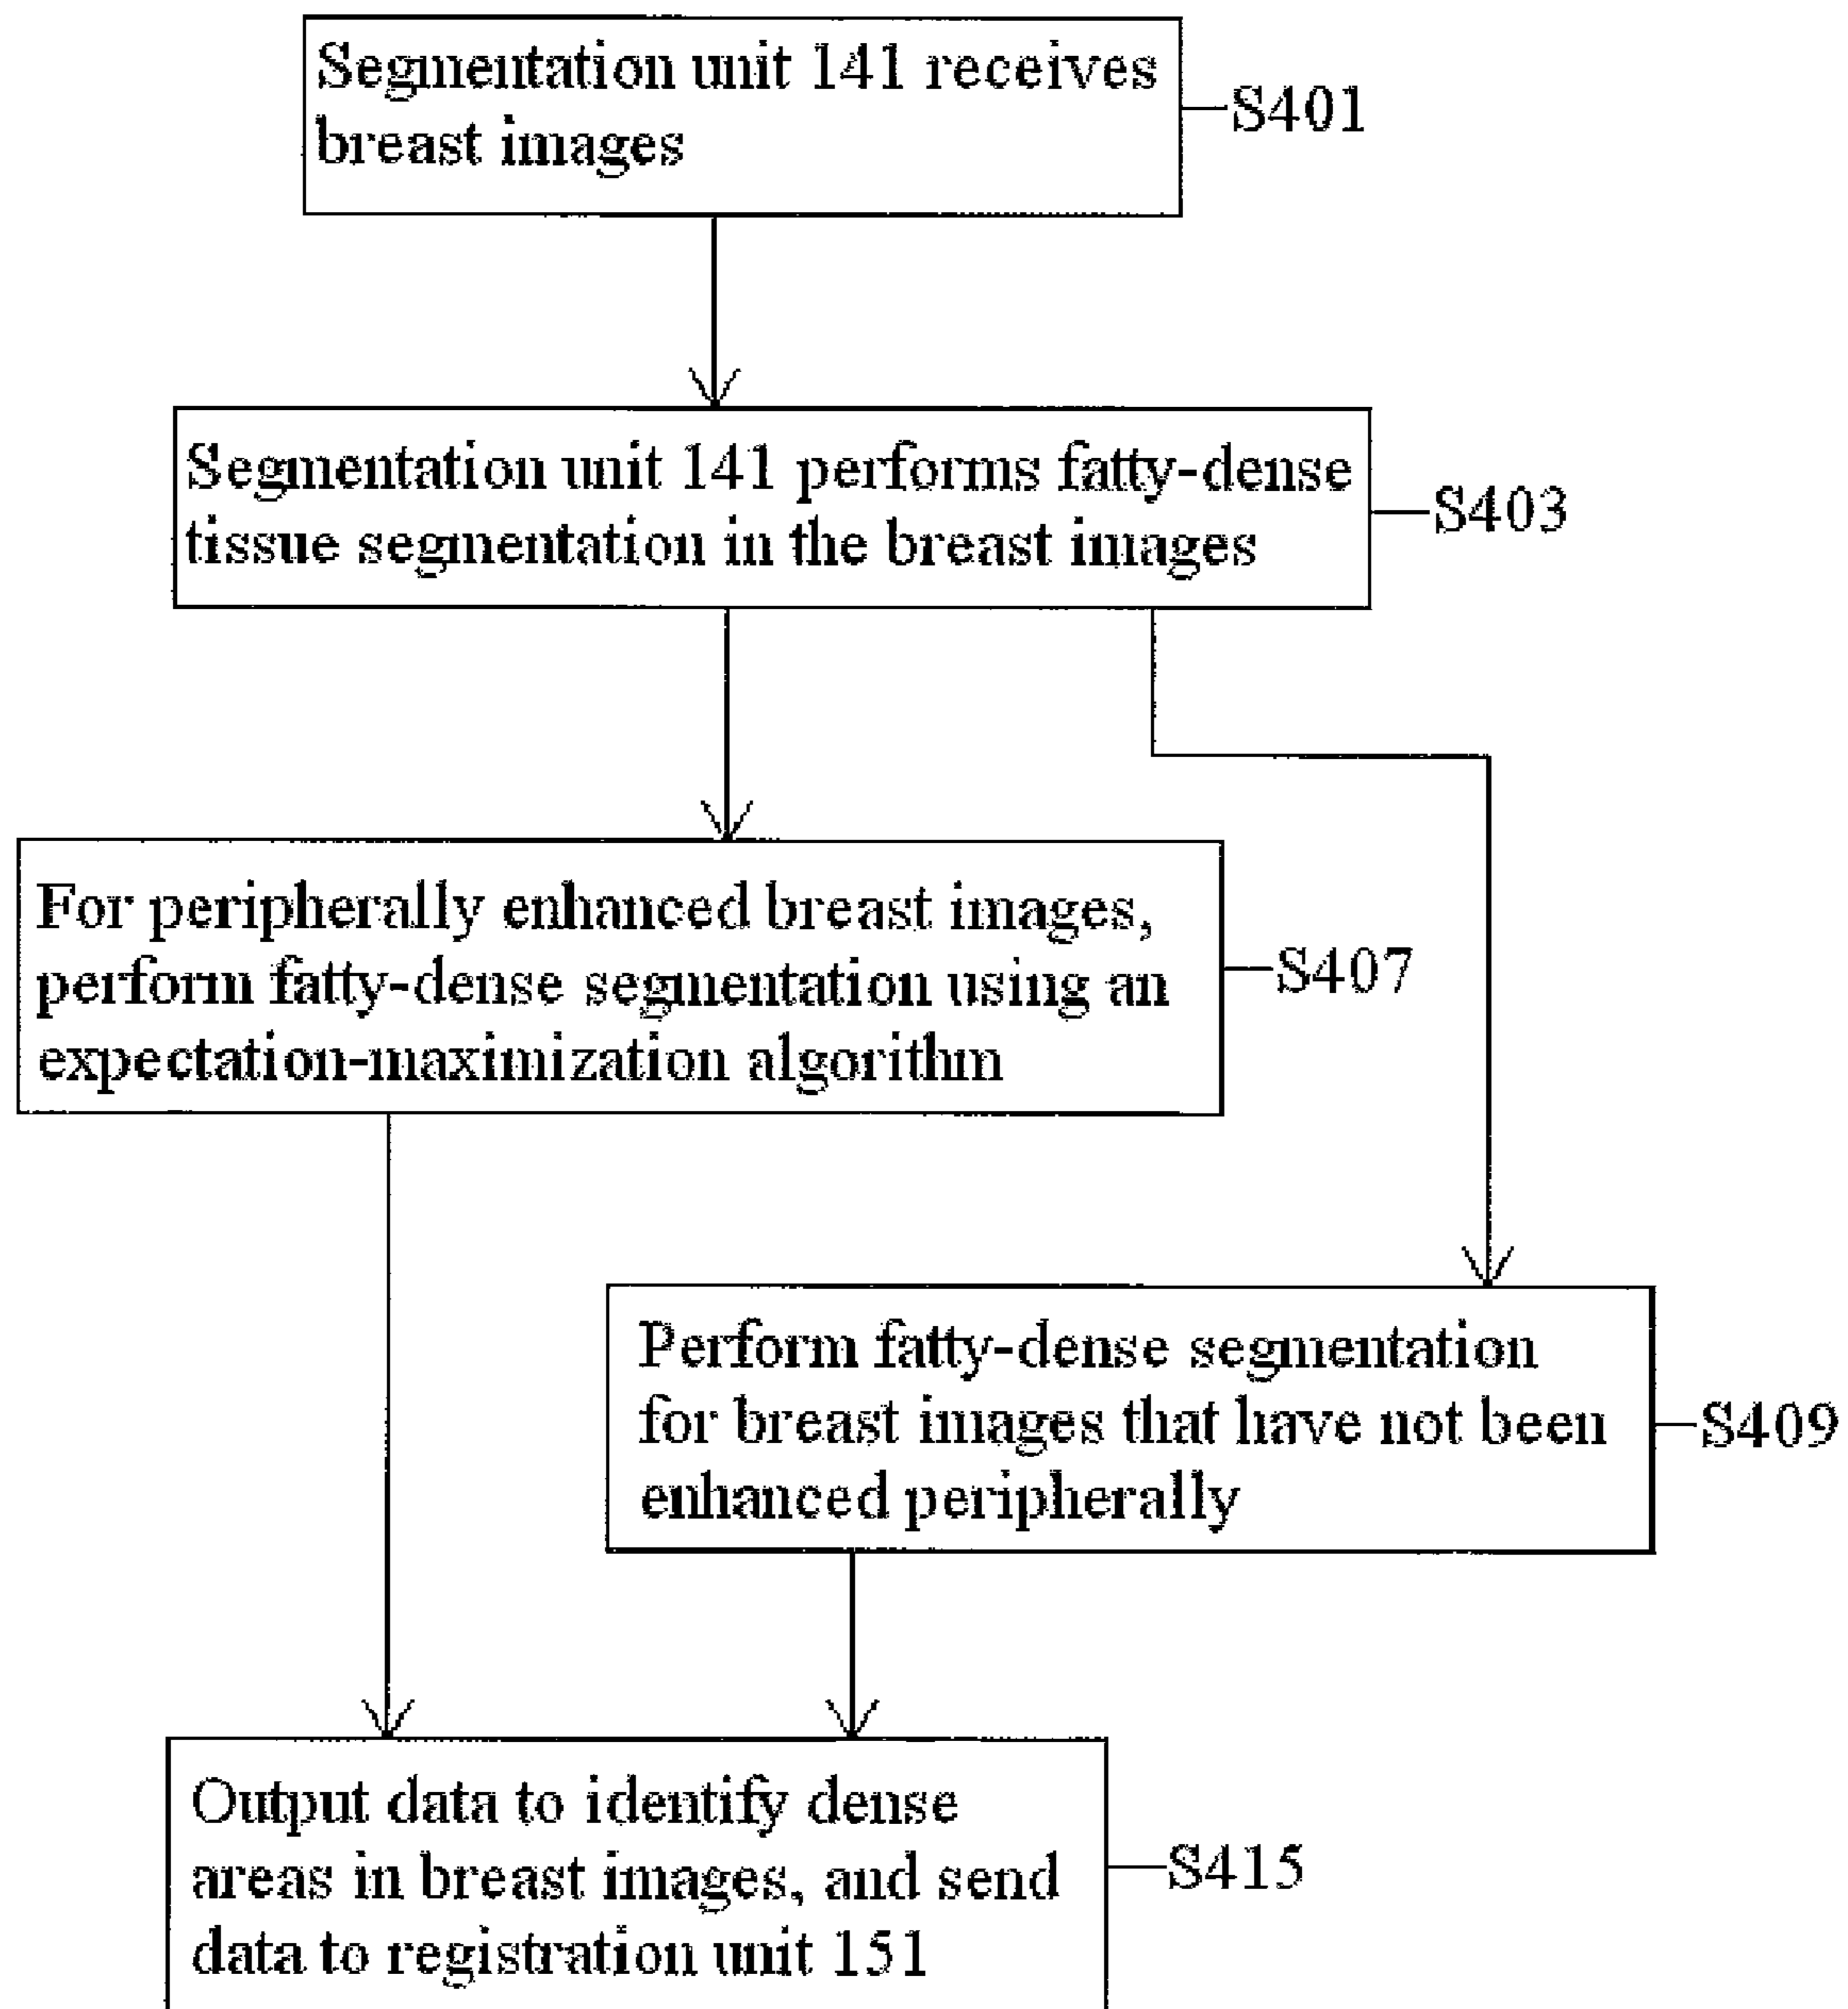 Segmentation unit 141 receives
breast images
S401
Segmentation unit 141 performs fatty-dense
tissue segmentation in the breast images
S403
For peripherally enhanced breast images,
perform fatty-dense segmentation using an
expectation-maximization algorithm
S407
Perform fatty-dense segmentation
for breast images that have not been
enhanced peripherally
S409
Output data to identify dense
areas in breast images, and send
data to registration unit 151
S415